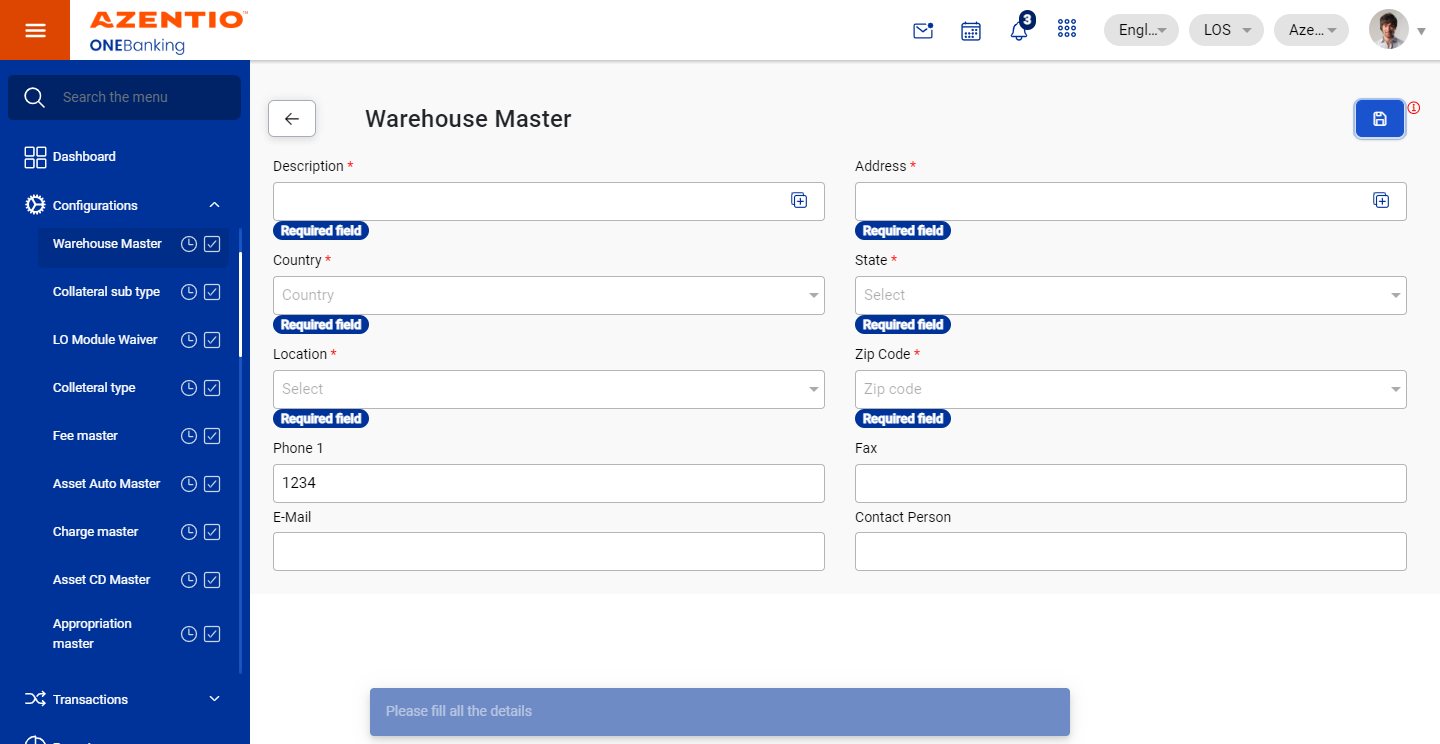 AZENTIO™
ONEBanking
3
Engl...
LOS
Aze...
Search the menu
Dashboard
Configurations
Warehouse Master
Collateral sub type
LO Module Waiver
Colleteral type
Fee master
Asset Auto Master
Charge master
Asset CD Master
Appropriation
master
Transactions
Warehouse Master
Description *
Address *
Required field
Required field
Country *
State *
Country
Select
Required field
Required field
Location *
Zip Code *
Select
Zip code
Required field
Required field
Phone 1
Fax
1234
E-Mail
Contact Person
Please fill all the details